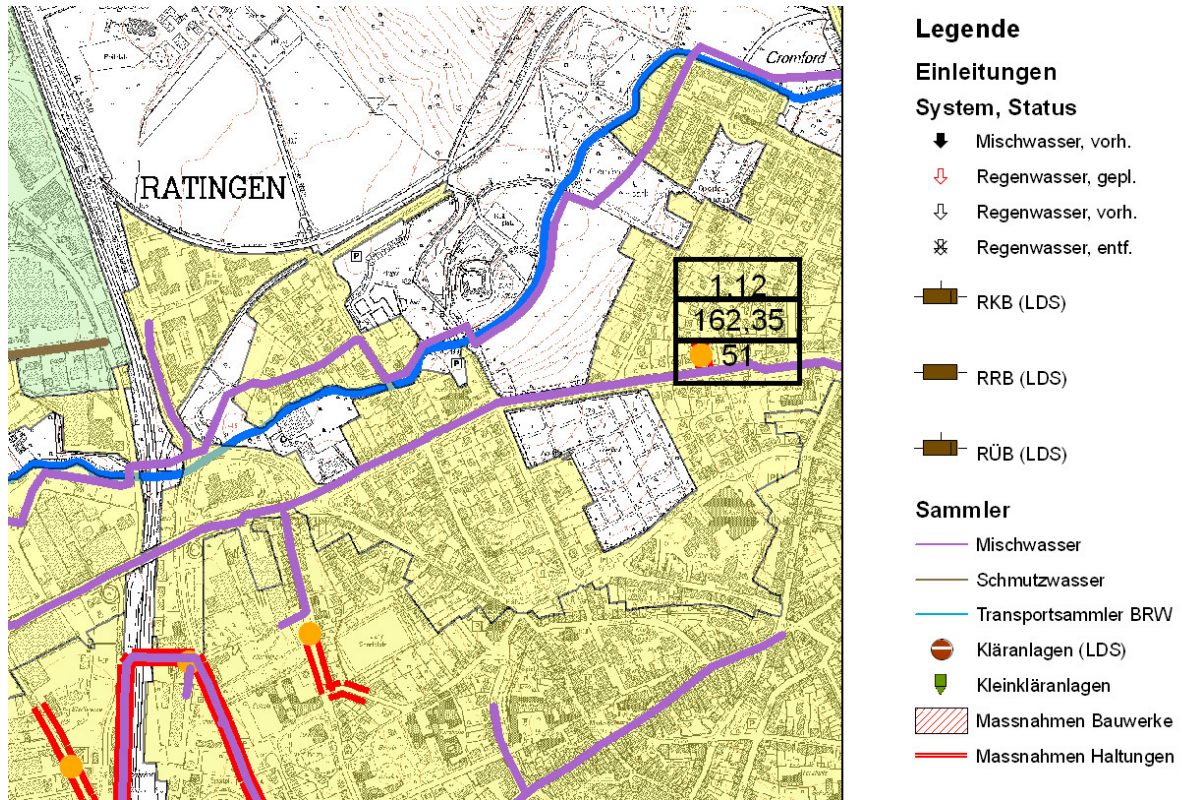 Cromford
RATINGEN
P
1,12
162,35
51
P
Legende
Einleitungen
System, Status
Mischwasser, vorh.
Regenwasser, gepl.
Regenwasser, vorh.
Regenwasser, entf.
RKB (LDS)
RRB (LDS)
RÜB (LDS)
Sammler
Mischwasser
Schmutzwasser
Transportsammler BRW
Kläranlagen (LDS)
Kleinkläranlagen
Massnahmen Bauwerke
Massnahmen Haltungen